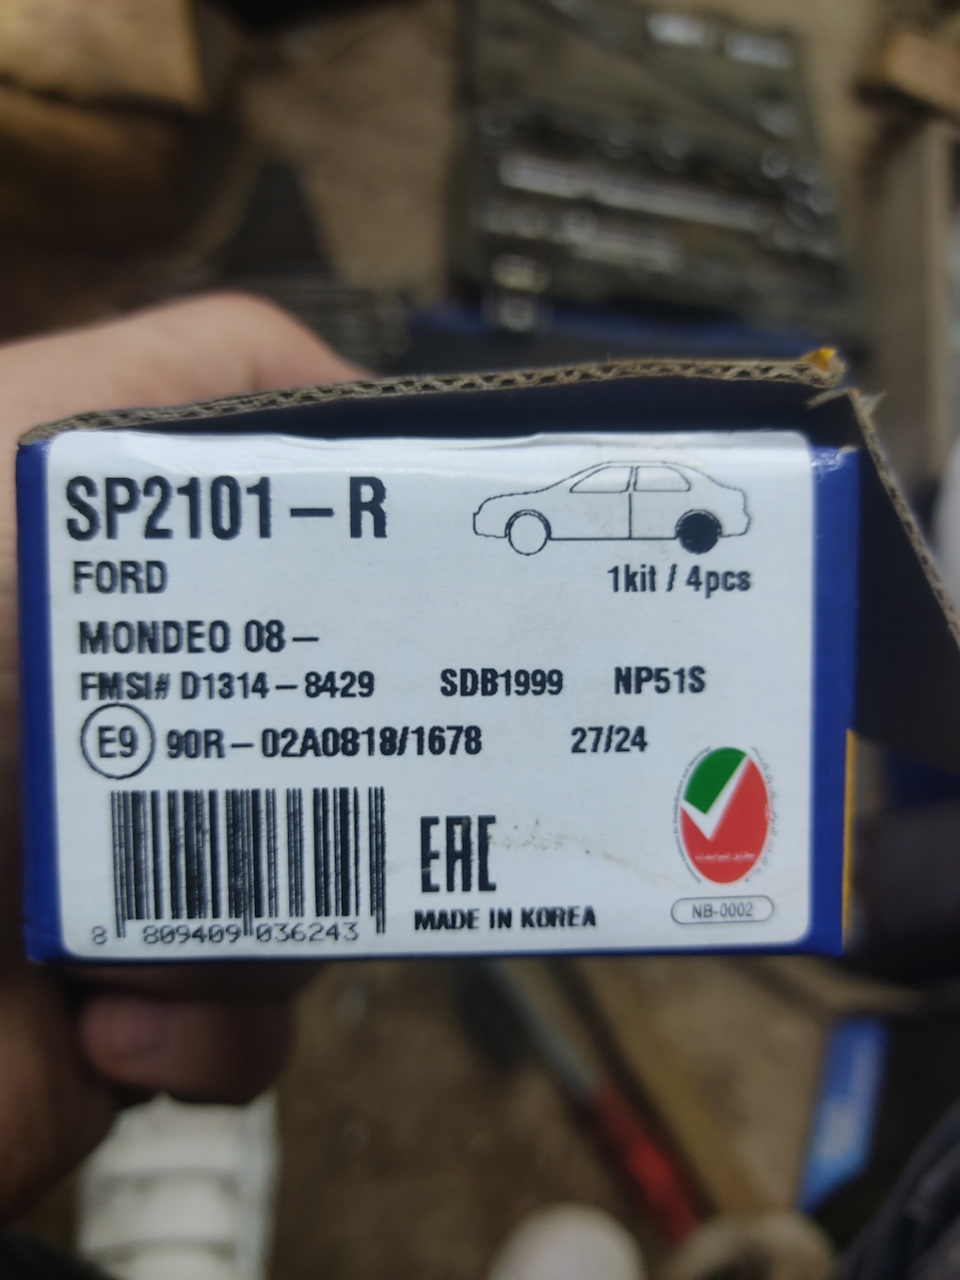 SP2101-R
FORD
1kit / 4pcs
MONDEO 08-
FMSI# D1314-8429 SDB1999 NP51S
E9 90R-02A0818/1678 27/24
EAC
MADE IN KOREA
NB-0002
8 809409 036243